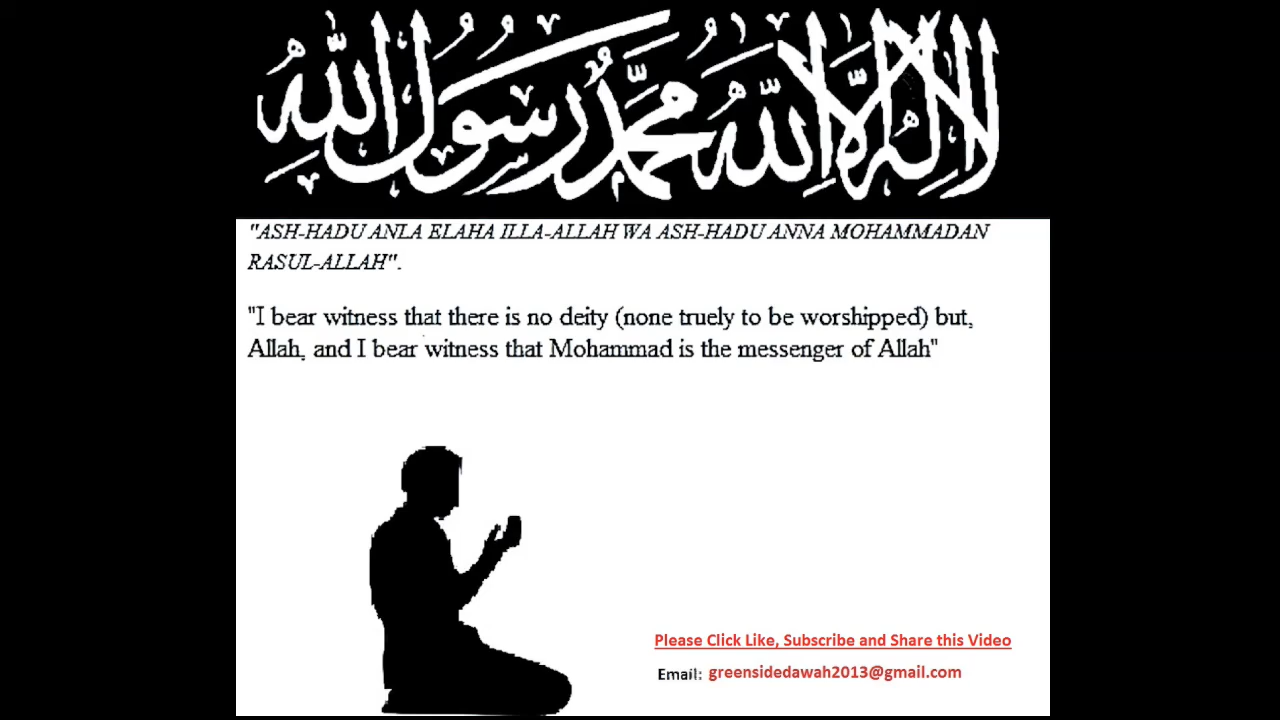 لا إله إلا الله محمد رسول الله
"ASH-HADU ANLA ELAHA ILLA-ALLAH WA ASH-HADU ANNA MOHAMMADAN
RASUL-ALLAH".
"I bear witness that there is no deity (none truely to be worshipped) but,
Allah, and I bear witness that Mohammad is the messenger of Allah"
Please Click Like, Subscribe and Share this Video
Email: greensidedawah2013@gmail.com